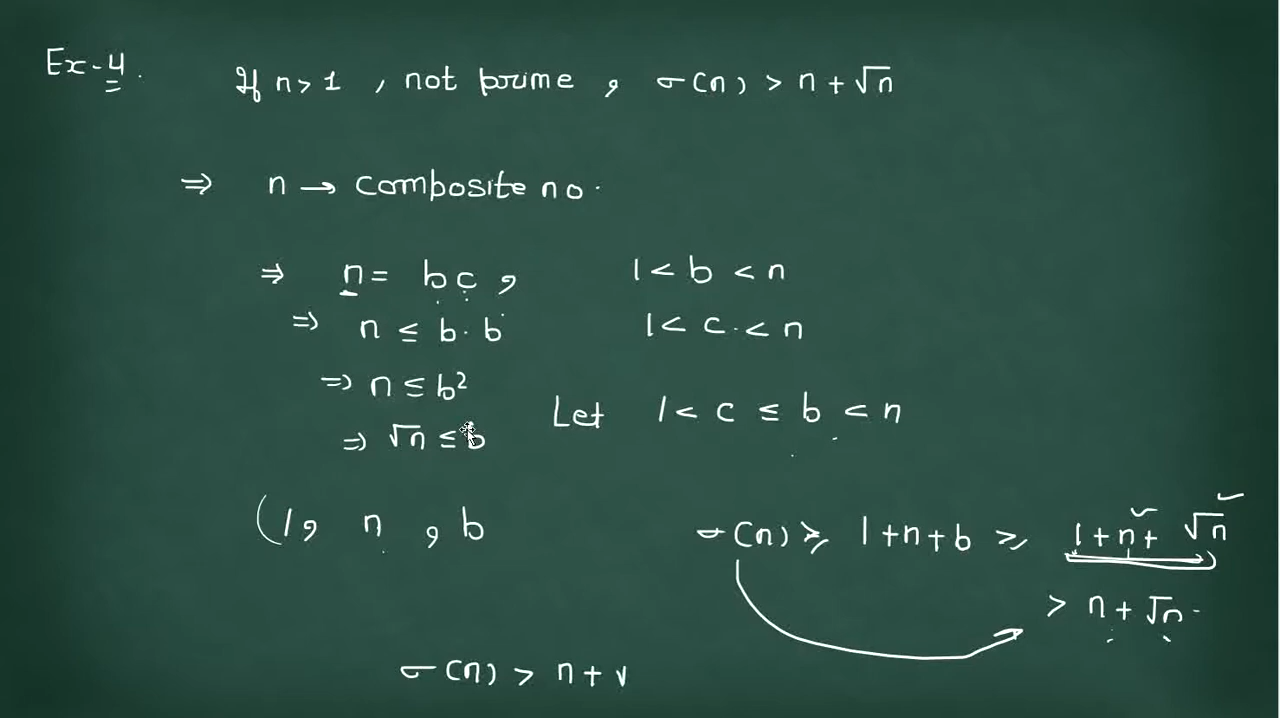 Ex-4.
If n>1, not prime, σ(n) > n+√n
⇒ n → composite no.
⇒ n = bc, 1 < b < n
⇒ n ≤ b·b 1 < c < n
⇒ n ≤ b²
Let 1 < c ≤ b < n
⇒ √n ≤ b
(1, n, b
σ(n) ≥ 1+n+b ≥ 1+n+√n
> n+√n
σ(n) > n+